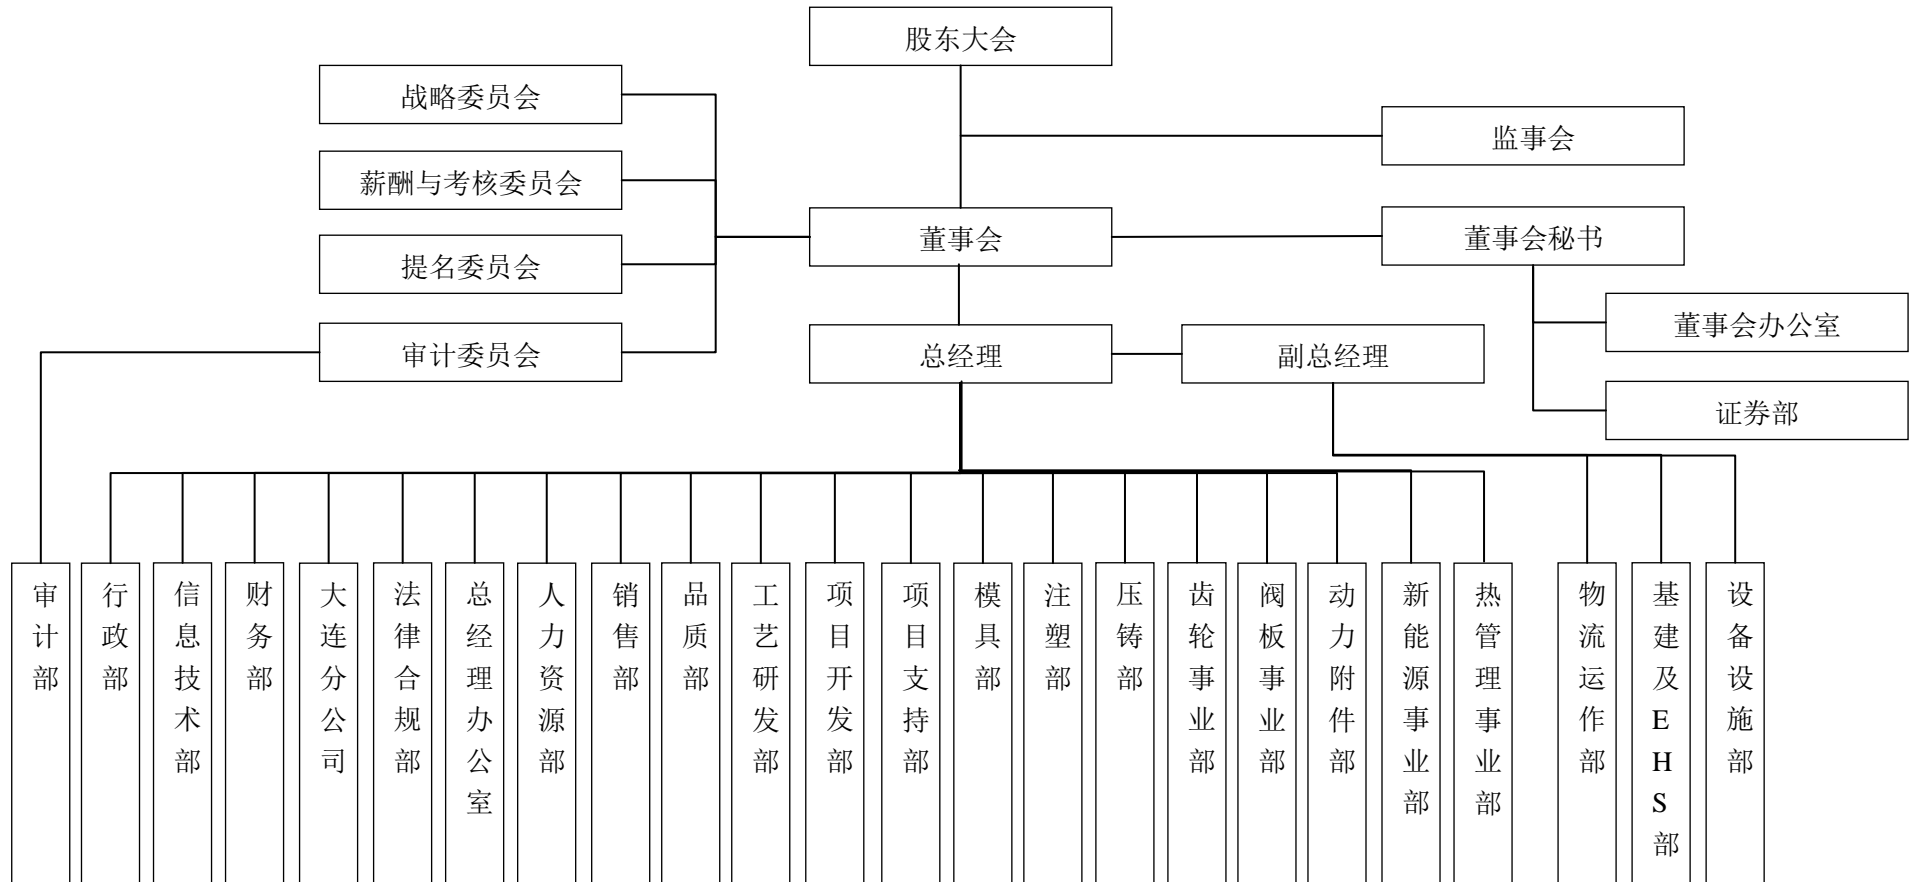 股东大会
战略委员会
监事会
薪酬与考核委员会
董事会
董事会秘书
提名委员会
董事会办公室
审计委员会
总经理
副总经理
证券部
审计部
行政部
信息技术部
财务部
大连分公司
法律合规部
总经理办公室
人力资源部
销售部
品质部
工艺研发部
项目开发部
项目支持部
模具部
注塑部
压铸部
齿轮事业部
阀板事业部
动力附件部
新能源事业部
热管理事业部
物流运作部
基建及EHS部
设备设施部